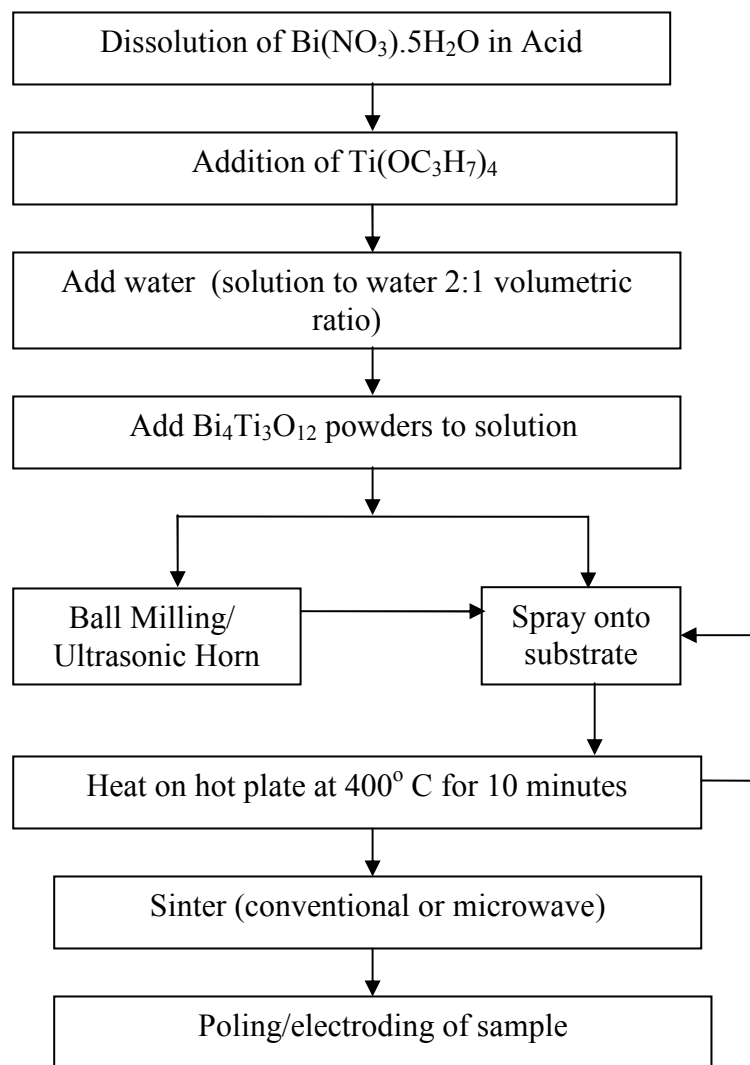 Dissolution of Bi(NO₃).5H₂O in Acid
Addition of Ti(OC₃H₇)₄
Add water  (solution to water 2:1 volumetric
ratio)
Add Bi₄Ti₃O₁₂ powders to solution
Ball Milling/
Ultrasonic Horn
Spray onto
substrate
Heat on hot plate at 400° C for 10 minutes
Sinter (conventional or microwave)
Poling/electroding of sample